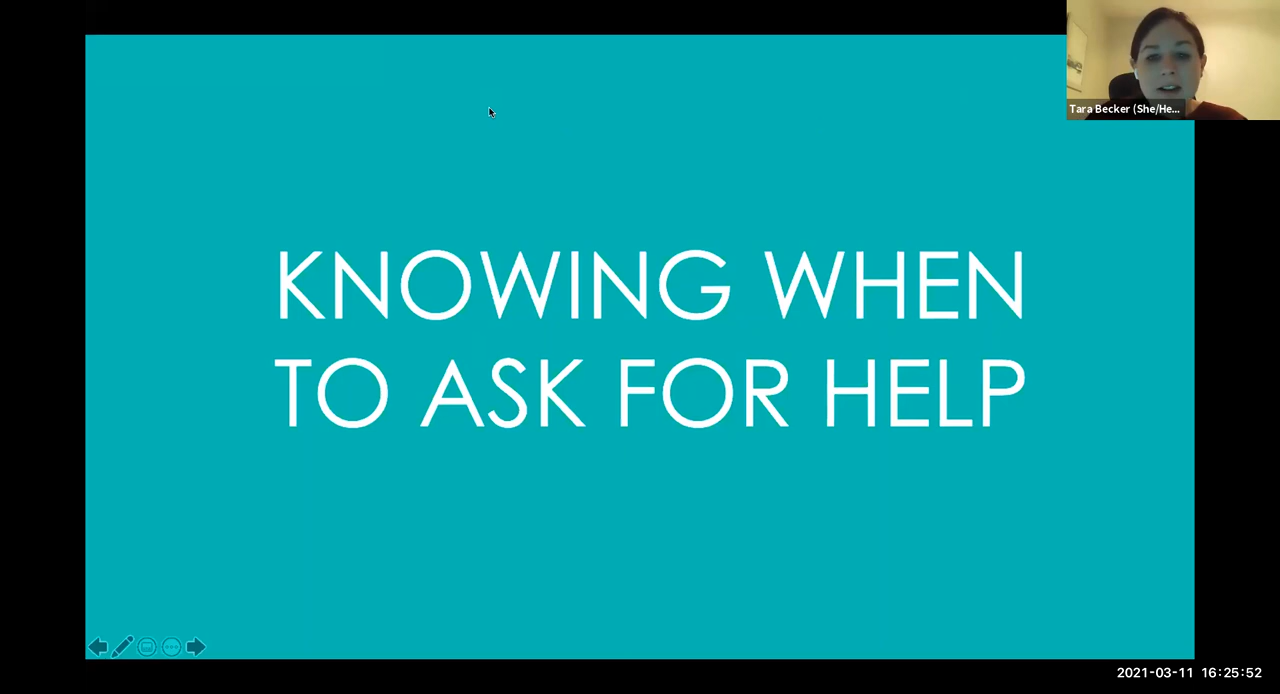 Tara Becker (She/He...
KNOWING WHEN
TO ASK FOR HELP
2021-03-11 16:25:52